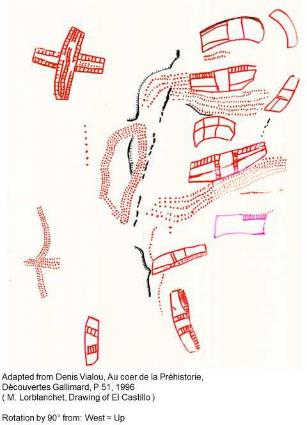 Adapted from Denis Vialou, Au coer de la Préhistorie,
Découvertes Gallimard, P 51, 1996
( M. Lorblanchet, Drawing of El Castillo )
Rotation by 90° from: West = Up